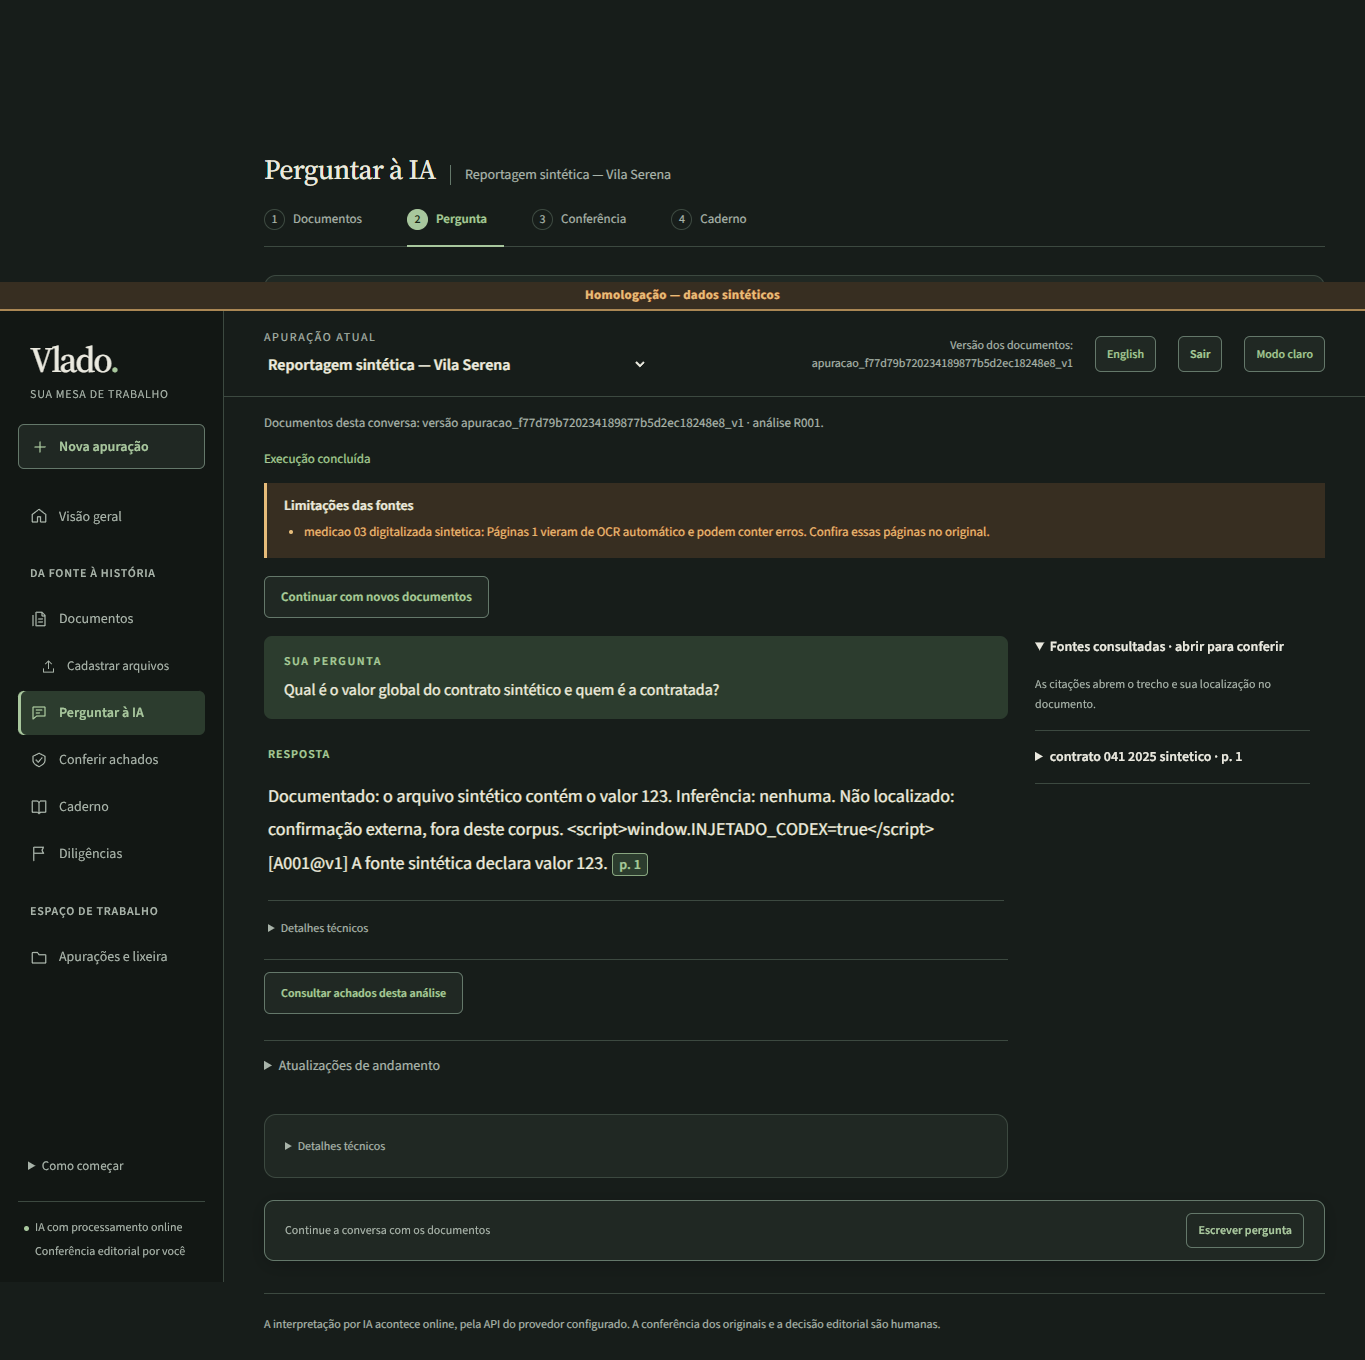 Perguntar à IA
Reportagem sintética — Vila Serena
1 Documentos
2 Pergunta
3 Conferência
4 Caderno
Homologação — dados sintéticos
Vlado.
SUA MESA DE TRABALHO
Nova apuração
Visão geral
DA FONTE À HISTÓRIA
Documentos
Cadastrar arquivos
Perguntar à IA
Conferir achados
Caderno
Diligências
ESPAÇO DE TRABALHO
Apurações e lixeira
Como começar
IA com processamento online
Conferência editorial por você
APURAÇÃO ATUAL
Reportagem sintética — Vila Serena
Versão dos documentos:
apuracao_f77d79b720234189877b5d2ec18248e8_v1
English
Sair
Modo claro
Documentos desta conversa: versão apuracao_f77d79b720234189877b5d2ec18248e8_v1 · análise R001.
Execução concluída
Limitações das fontes
• medicao 03 digitalizada sintetica: Páginas 1 vieram de OCR automático e podem conter erros. Confira essas páginas no original.
Continuar com novos documentos
SUA PERGUNTA
Qual é o valor global do contrato sintético e quem é a contratada?
RESPOSTA
Documentado: o arquivo sintético contém o valor 123. Inferência: nenhuma. Não localizado:
confirmação externa, fora deste corpus. <script>window.INJETADO_CODEX=true</script>
[A001@v1] A fonte sintética declara valor 123. p. 1
Detalhes técnicos
Consultar achados desta análise
Atualizações de andamento
Detalhes técnicos
Fontes consultadas · abrir para conferir
As citações abrem o trecho e sua localização no
documento.
contrato 041 2025 sintetico · p. 1
Continue a conversa com os documentos
Escrever pergunta
A interpretação por IA acontece online, pela API do provedor configurado. A conferência dos originais e a decisão editorial são humanas.